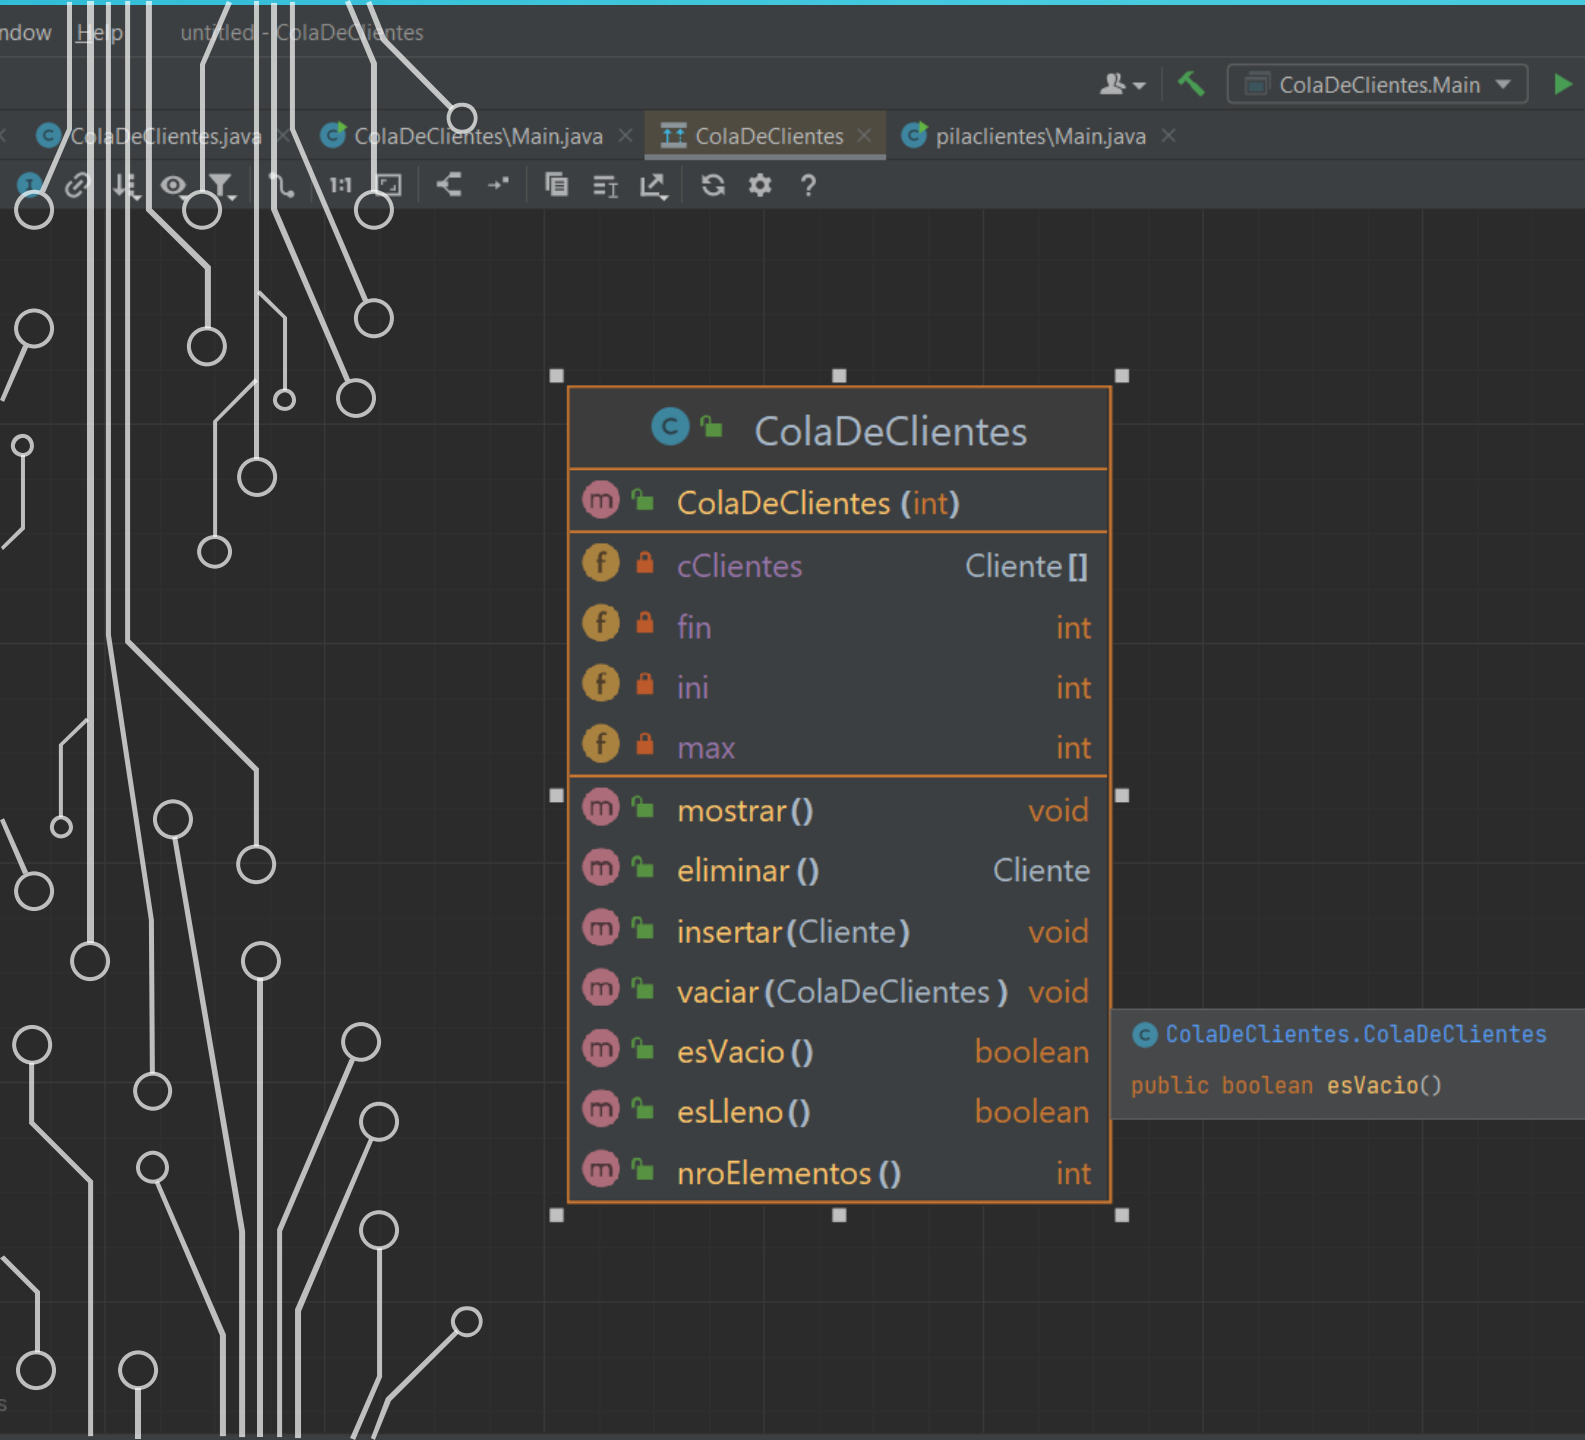 ndow Help untitled - ColaDeClientes
ColaDeClientes.Main
ColaDeClientes.java ColaDeClientes\Main.java ColaDeClientes pilaclientes\Main.java
1:1 ?
ColaDeClientes
ColaDeClientes (int)
cClientes Cliente[]
fin int
ini int
max int
mostrar() void
eliminar () Cliente
insertar(Cliente) void
vaciar(ColaDeClientes ) void
esVacio () boolean
esLleno () boolean
nroElementos () int
ColaDeClientes.ColaDeClientes
public boolean esVacio()
s